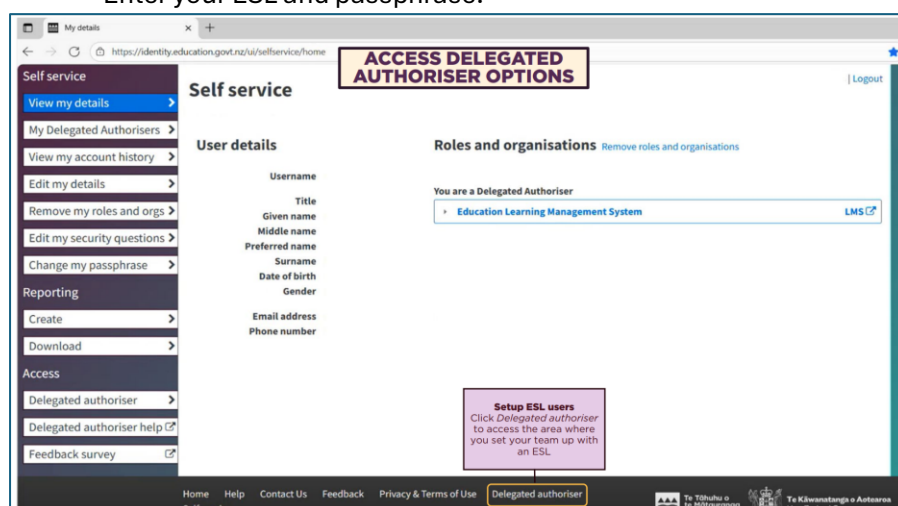 Enter your ESL and passphrase.
My details
https://identity.education.govt.nz/ui/selfservice/home
ACCESS DELEGATED
AUTHORISER OPTIONS
Self service
View my details
My Delegated Authorisers
View my account history
Edit my details
Remove my roles and orgs
Edit my security questions
Change my passphrase
Reporting
Create
Download
Access
Delegated authoriser
Delegated authoriser help
Feedback survey
Self service
| Logout
User details
Username
Title
Given name
Middle name
Preferred name
Surname
Date of birth
Gender
Email address
Phone number
Roles and organisations Remove roles and organisations
You are a Delegated Authoriser
Education Learning Management System LMS
Setup ESL users
Click Delegated authoriser
to access the area where
you set your team up with
an ESL
Home Help Contact Us Feedback Privacy & Terms of Use Delegated authoriser
Te Tāhuhu o
te Mātauranga
Te Kāwanatanga o Aotearoa